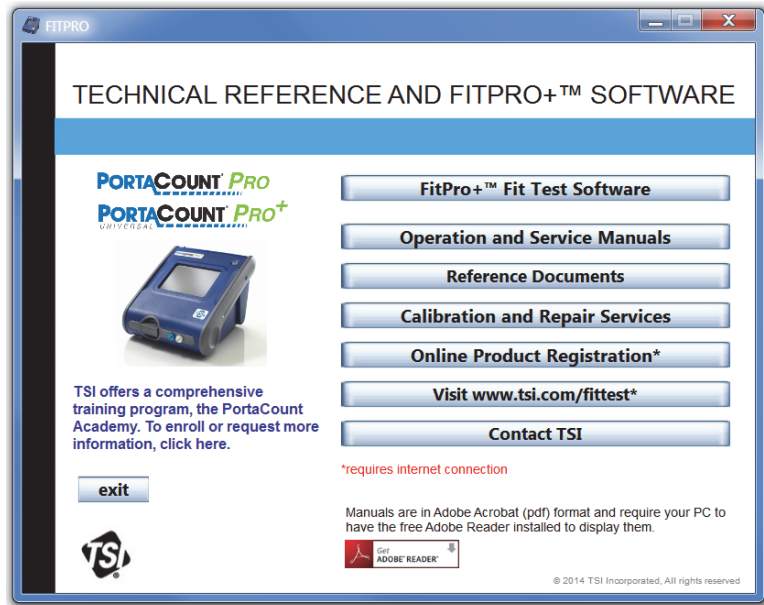 FITPRO
TECHNICAL REFERENCE AND FITPRO+™ SOFTWARE
PORTACOUNT® PRO
PORTACOUNT® PRO+
UNIVERSAL
TSI offers a comprehensive
training program, the PortaCount
Academy. To enroll or request more
information, click here.
exit
TSI
FitPro+™ Fit Test Software
Operation and Service Manuals
Reference Documents
Calibration and Repair Services
Online Product Registration*
Visit www.tsi.com/fittest*
Contact TSI
*requires internet connection
Manuals are in Adobe Acrobat (pdf) format and require your PC to
have the free Adobe Reader installed to display them.
Get
ADOBE® READER®
© 2014 TSI Incorporated, All rights reserved